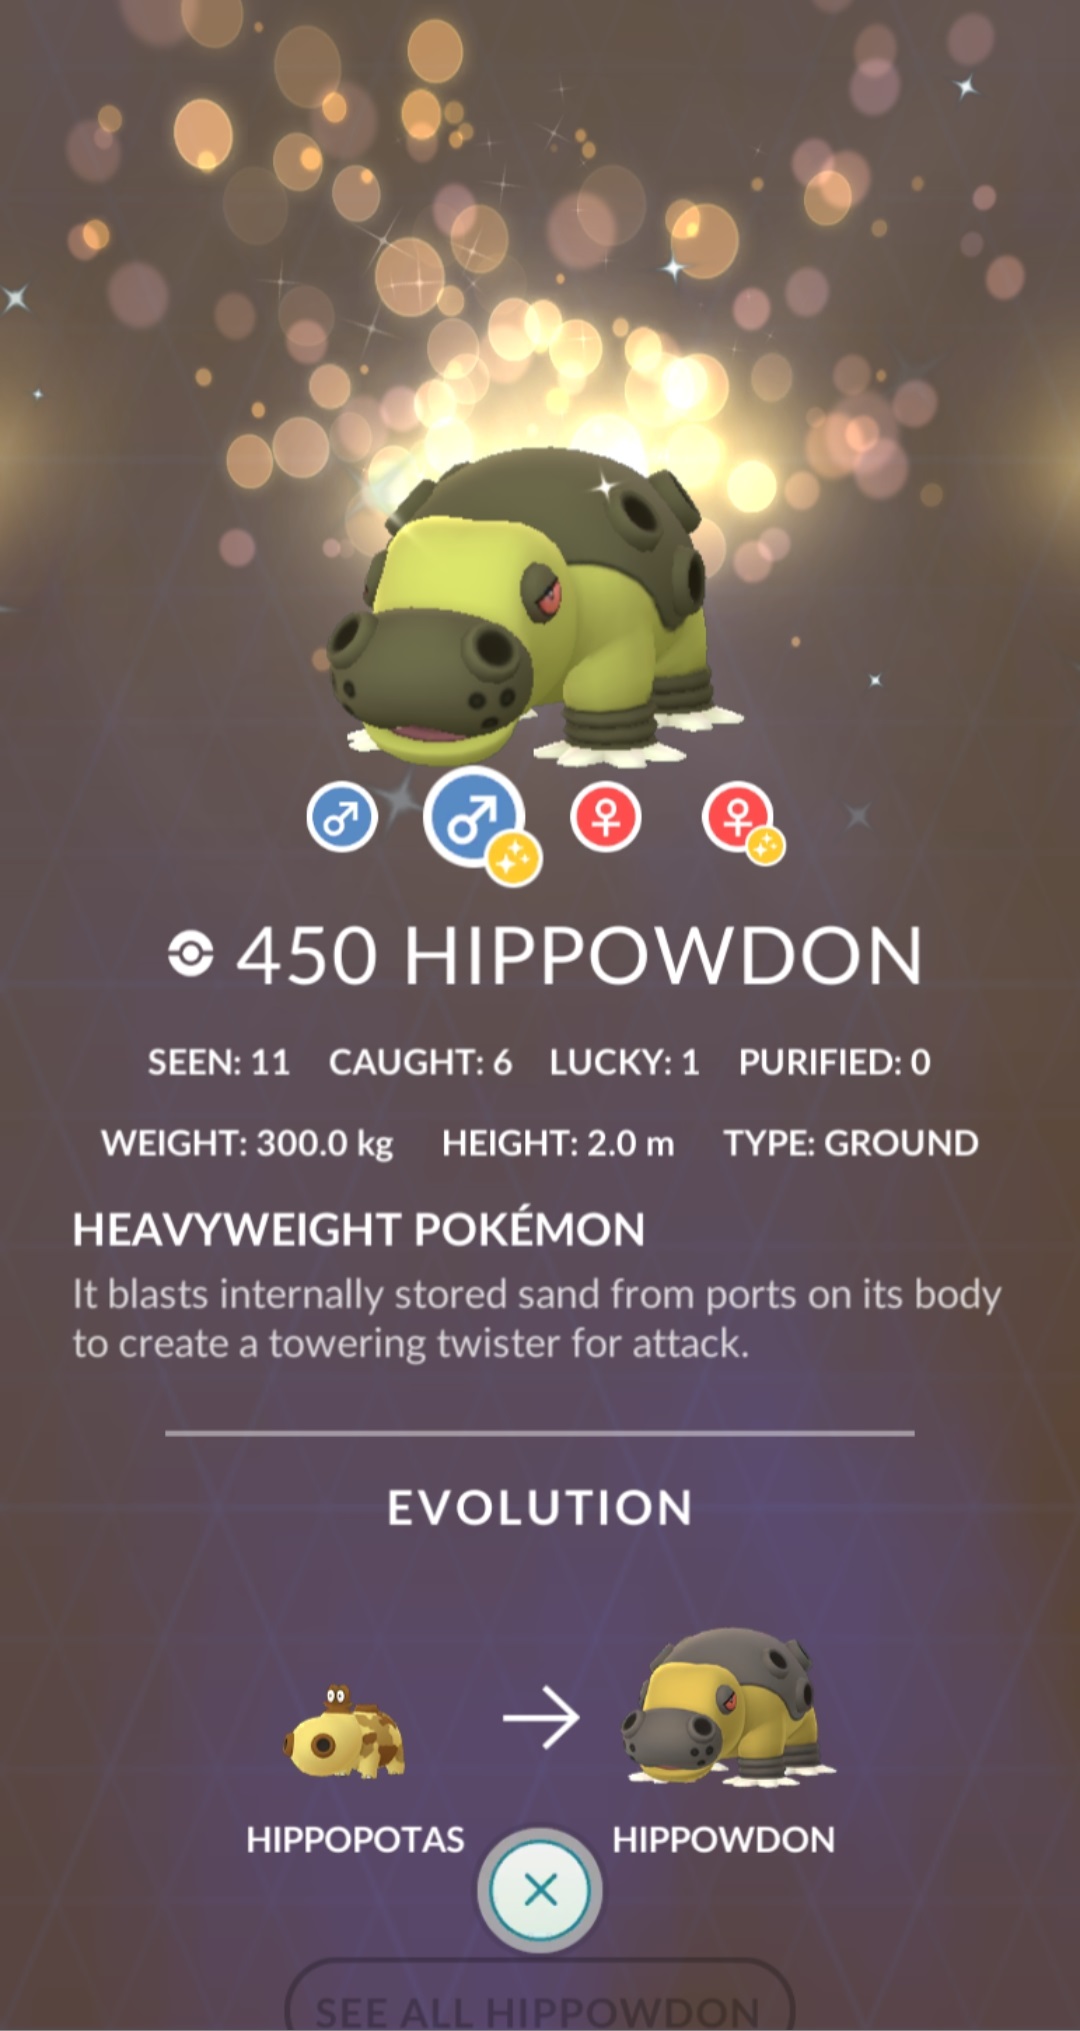 450 HIPPOWDON
SEEN: 11 CAUGHT: 6 LUCKY: 1 PURIFIED: 0
WEIGHT: 300.0 kg HEIGHT: 2.0 m TYPE: GROUND
HEAVYWEIGHT POKÉMON
It blasts internally stored sand from ports on its body
to create a towering twister for attack.
EVOLUTION
HIPPOPOTAS HIPPOWDON
SEE ALL HIPPOWDON